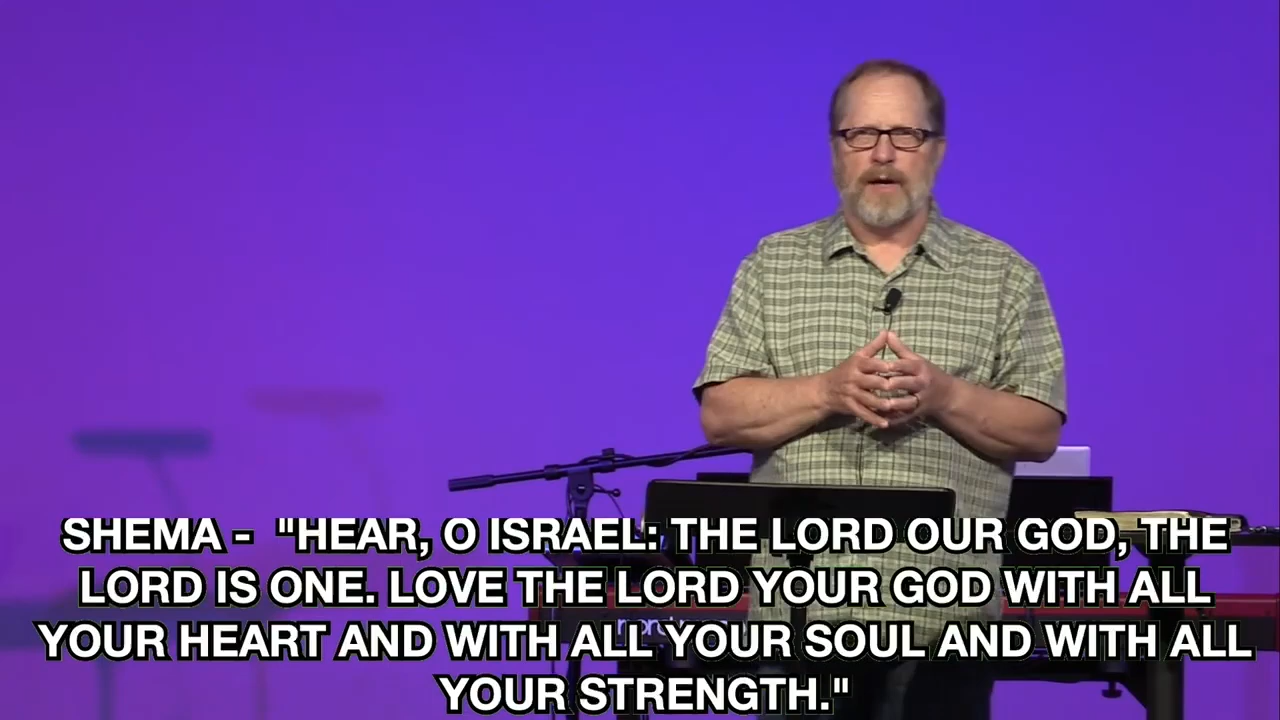 SHEMA - "HEAR, O ISRAEL: THE LORD OUR GOD, THE
LORD IS ONE. LOVE THE LORD YOUR GOD WITH ALL
YOUR HEART AND WITH ALL YOUR SOUL AND WITH ALL
YOUR STRENGTH."